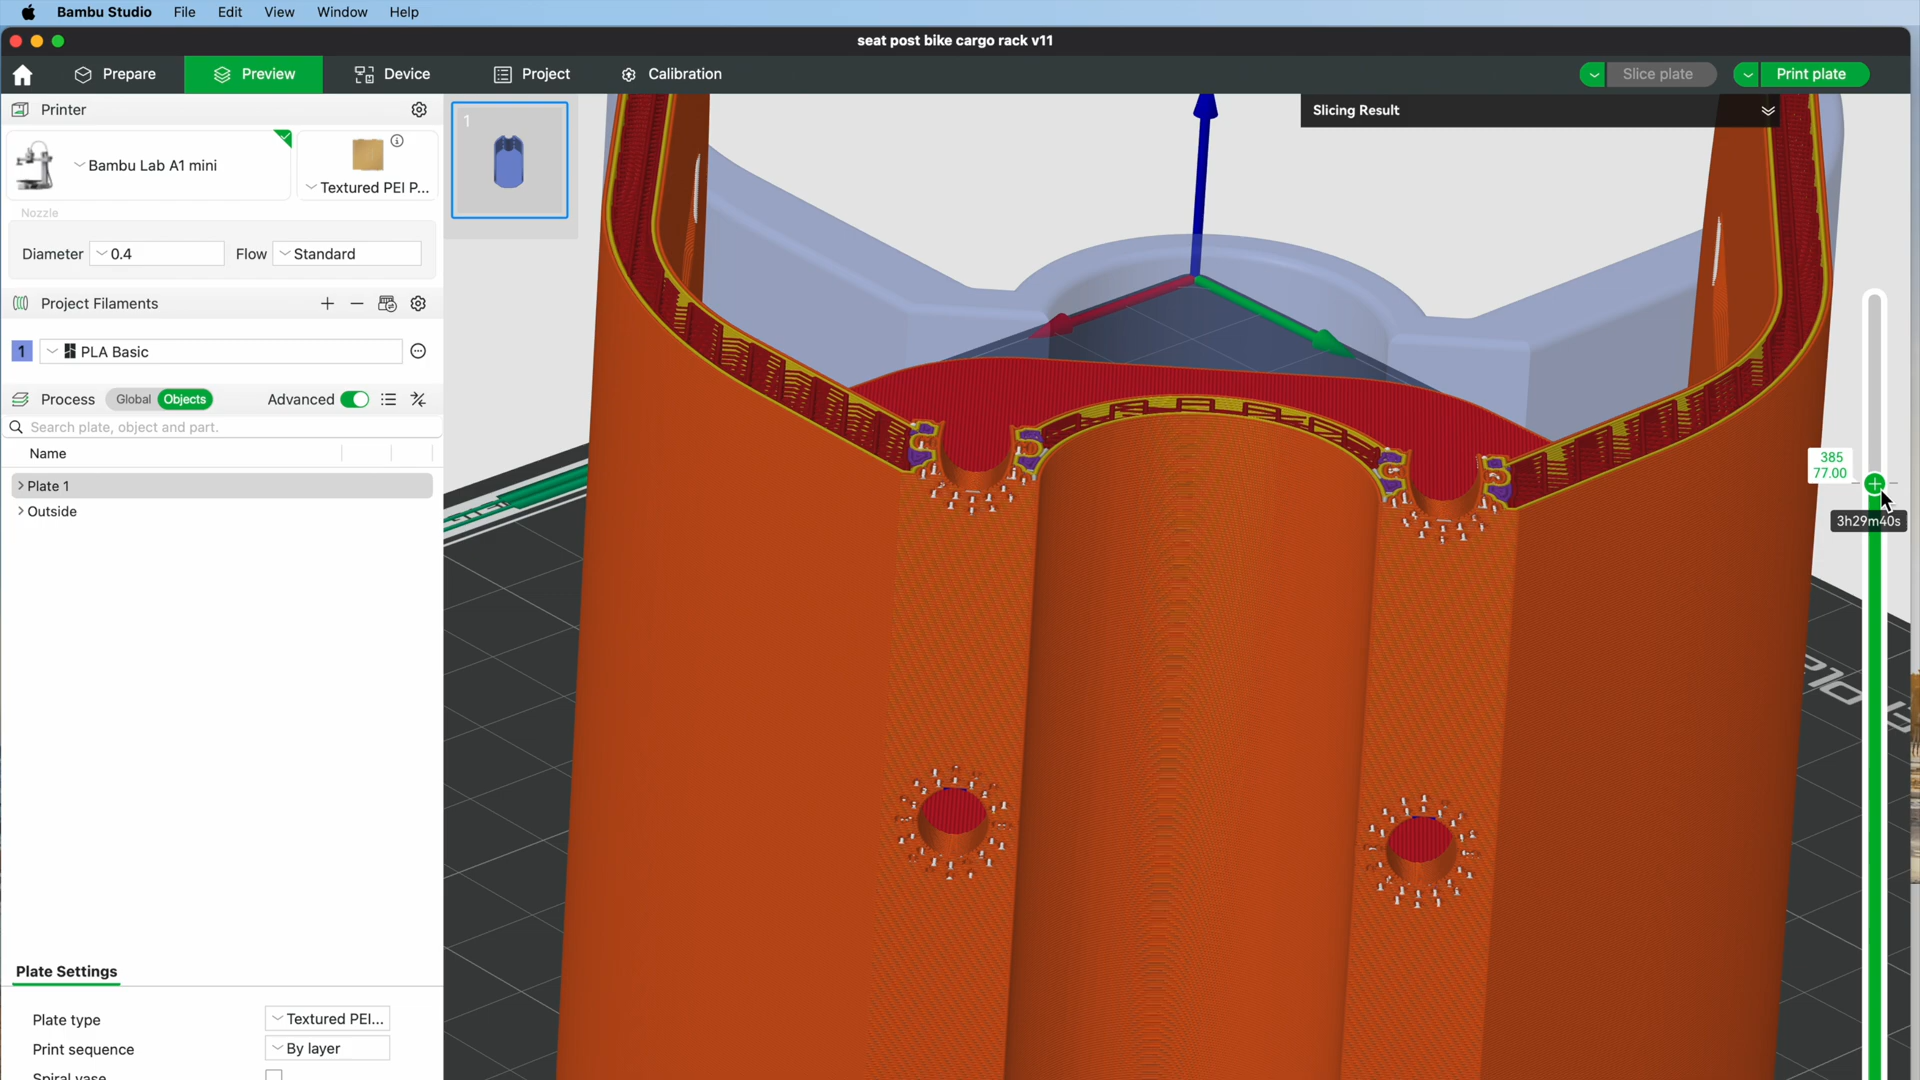 Bambu Studio File Edit View Window Help
seat post bike cargo rack v11
Prepare Preview Device Project Calibration Slice plate Print plate
Printer
Slicing Result
1
Bambu Lab A1 mini
Textured PEI P...
Nozzle
Diameter 0.4 Flow Standard
Project Filaments
1 PLA Basic
Process Global Objects Advanced
Search plate, object and part.
Name
Plate 1
Outside
385
77.00
3h29m40s
Plate Settings
Plate type Textured PEI...
Print sequence By layer
Spiral vase